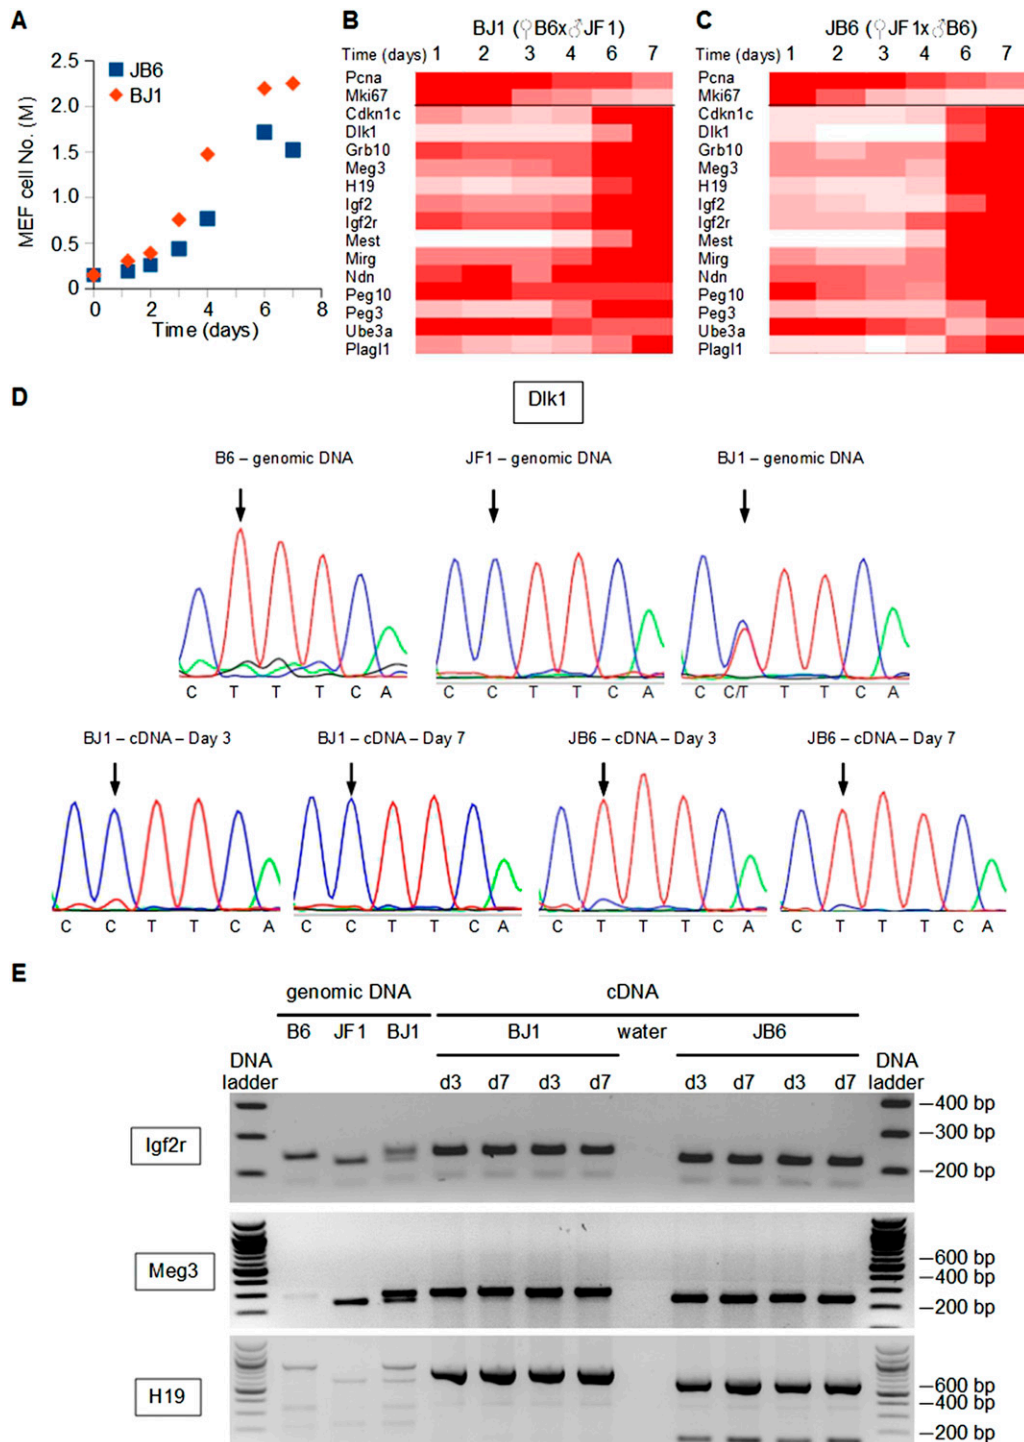 A
JB6
BJ1
MEF cell No. (M)
2.5
2.0
1.5
1.0
0.5
0
0 2 4 6 8
Time (days)
B
BJ1 (♀B6x♂JF1)
Time (days) 1 2 3 4 6 7
Pcna
Mki67
Cdkn1c
Dlk1
Grb10
Meg3
H19
Igf2
Igf2r
Mest
Mirg
Ndn
Peg10
Peg3
Ube3a
Plagl1
C
JB6 (♀JF1x♂B6)
Time (days) 1 2 3 4 6 7
Pcna
Mki67
Cdkn1c
Dlk1
Grb10
Meg3
H19
Igf2
Igf2r
Mest
Mirg
Ndn
Peg10
Peg3
Ube3a
Plagl1
D
Dlk1
B6 – genomic DNA
JF1 – genomic DNA
BJ1 – genomic DNA
C T T T C A
C C T T C A
C C/T T T C A
BJ1 – cDNA – Day 3
BJ1 – cDNA – Day 7
JB6 – cDNA – Day 3
JB6 – cDNA – Day 7
C C T T C A
C C T T C A
C T T T C A
C T T T C A
E
genomic DNA
cDNA
B6 JF1 BJ1 BJ1 water JB6
DNA ladder
d3 d7 d3 d7
d3 d7 d3 d7
DNA ladder
Igf2r
400 bp
300 bp
200 bp
Meg3
600 bp
400 bp
200 bp
H19
600 bp
400 bp
200 bp